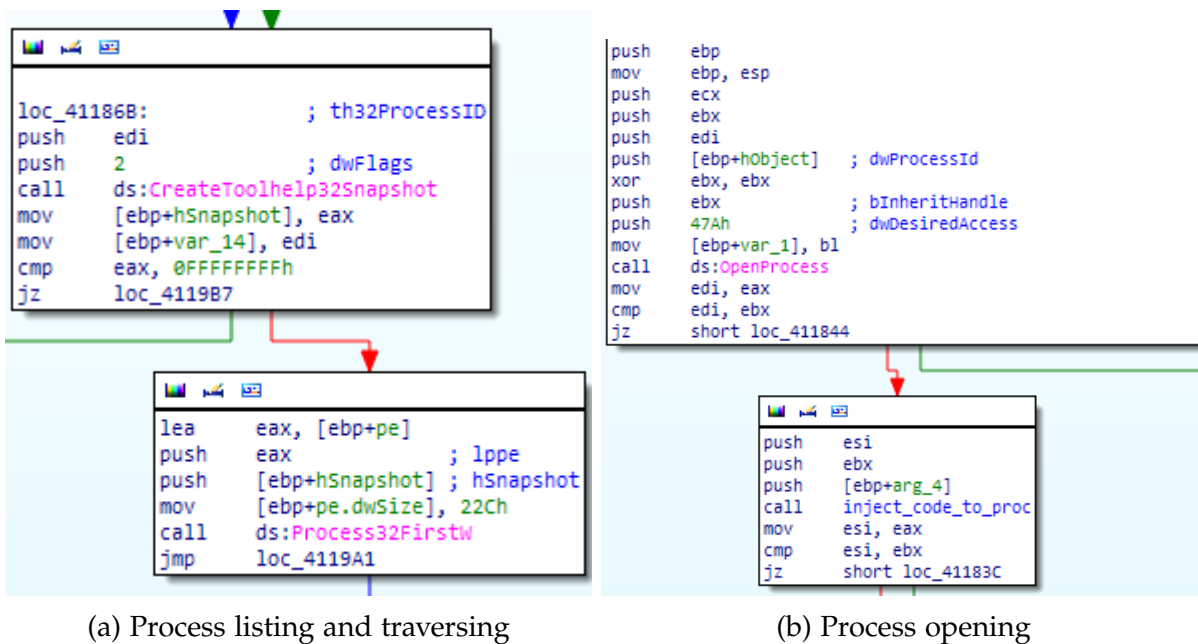 loc_41186B: ; th32ProcessID
push edi
push 2 ; dwFlags
call ds:CreateToolhelp32Snapshot
mov [ebp+hSnapshot], eax
mov [ebp+var_14], edi
cmp eax, 0FFFFFFFFh
jz loc_4119B7
lea eax, [ebp+pe]
push eax ; lppe
push [ebp+hSnapshot] ; hSnapshot
mov [ebp+pe.dwSize], 22Ch
call ds:Process32FirstW
jmp loc_4119A1
(a) Process listing and traversing
push ebp
mov ebp, esp
push ecx
push ebx
push edi
push [ebp+hObject] ; dwProcessId
xor ebx, ebx
push ebx ; bInheritHandle
push 47Ah ; dwDesiredAccess
mov [ebp+var_1], bl
call ds:OpenProcess
mov edi, eax
cmp edi, ebx
jz short loc_411844
push esi
push ebx
push [ebp+arg_4]
call inject_code_to_proc
mov esi, eax
cmp esi, ebx
jz short loc_41183C
(b) Process opening